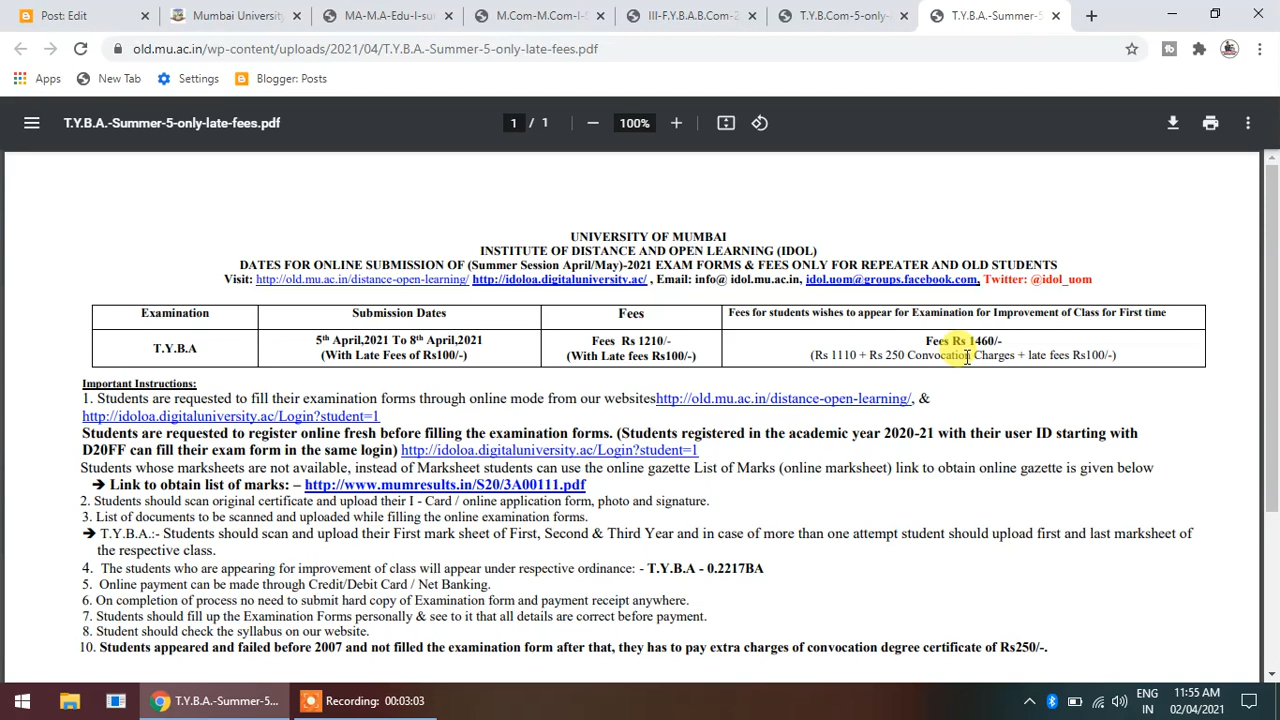 Post: Edit
Mumbai University
MA-M.A-Edu-I-su
M.Com-M.Com-I-S
III-F.Y.B.A.B.Com-2
T.Y.B.Com-5-only-
T.Y.B.A.-Summer-5-
old.mu.ac.in/wp-content/uploads/2021/04/T.Y.B.A.-Summer-5-only-late-fees.pdf
Apps
New Tab
Settings
Blogger: Posts
T.Y.B.A.-Summer-5-only-late-fees.pdf
1 / 1
100%
UNIVERSITY OF MUMBAI
INSTITUTE OF DISTANCE AND OPEN LEARNING (IDOL)
DATES FOR ONLINE SUBMISSION OF (Summer Session April/May)-2021 EXAM FORMS & FEES ONLY FOR REPEATER AND OLD STUDENTS
Visit: http://old.mu.ac.in/distance-open-learning/ http://idoloa.digitaluniversity.ac/ , Email: info@ idol.mu.ac.in, idol.uom@groups.facebook.com, Twitter: @idol_uom
Examination
Submission Dates
Fees
Fees for students wishes to appear for Examination for Improvement of Class for First time
T.Y.B.A
5th April,2021 To 8th April,2021
(With Late Fees of Rs100/-)
Fees Rs 1210/-
(With Late fees Rs100/-)
Fees Rs 1460/-
(Rs 1110 + Rs 250 Convocation Charges + late fees Rs100/-)
Important Instructions:
1. Students are requested to fill their examination forms through online mode from our websiteshttp://old.mu.ac.in/distance-open-learning/, &
http://idoloa.digitaluniversity.ac/Login?student=1
Students are requested to register online fresh before filling the examination forms. (Students registered in the academic year 2020-21 with their user ID starting with
D20FF can fill their exam form in the same login) http://idoloa.digitaluniversity.ac/Login?student=1
Students whose marksheets are not available, instead of Marksheet students can use the online gazette List of Marks (online marksheet) link to obtain online gazette is given below
➔ Link to obtain list of marks: – http://www.mumresults.in/S20/3A00111.pdf
2. Students should scan original certificate and upload their I - Card / online application form, photo and signature.
3. List of documents to be scanned and uploaded while filling the online examination forms.
➔ T.Y.B.A.:- Students should scan and upload their First mark sheet of First, Second & Third Year and in case of more than one attempt student should upload first and last marksheet of
the respective class.
4. The students who are appearing for improvement of class will appear under respective ordinance: - T.Y.B.A - 0.2217BA
5. Online payment can be made through Credit/Debit Card / Net Banking.
6. On completion of process no need to submit hard copy of Examination form and payment receipt anywhere.
7. Students should fill up the Examination Forms personally & see to it that all details are correct before payment.
8. Student should check the syllabus on our website.
10. Students appeared and failed before 2007 and not filled the examination form after that, they has to pay extra charges of convocation degree certificate of Rs250/-.
T.Y.B.A.-Summer-5...
Recording: 00:03:03
ENG
IN
11:55 AM
02/04/2021